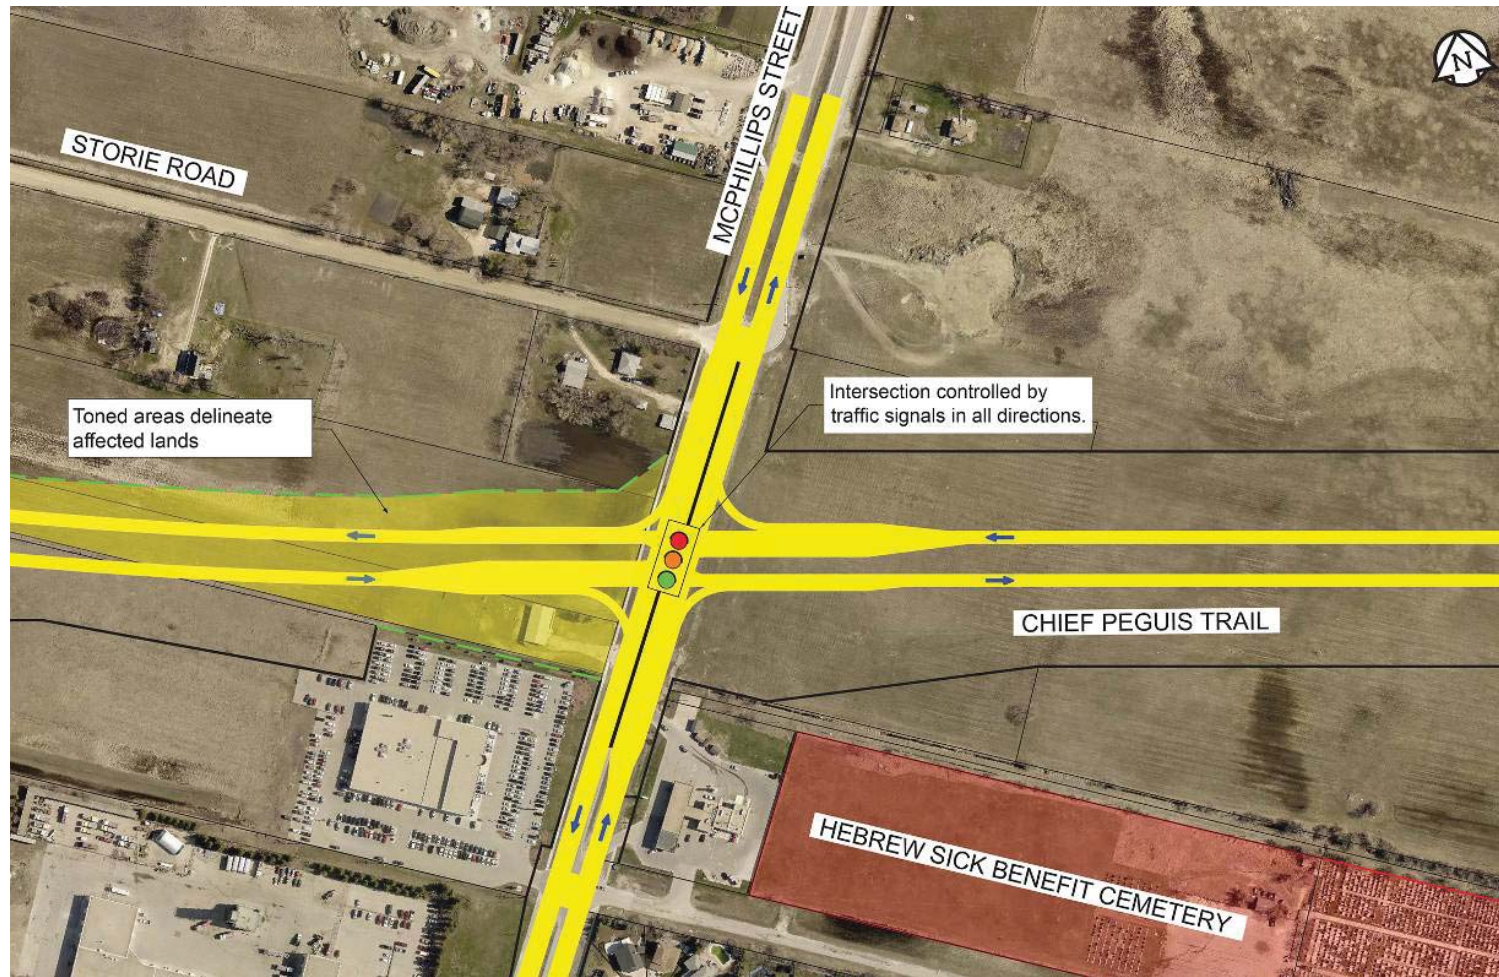 MCPHILLIPS STREET
N
STORIE ROAD
Intersection controlled by
traffic signals in all directions.
Toned areas delineate
affected lands
CHIEF PEGUIS TRAIL
HEBREW SICK BENEFIT CEMETERY